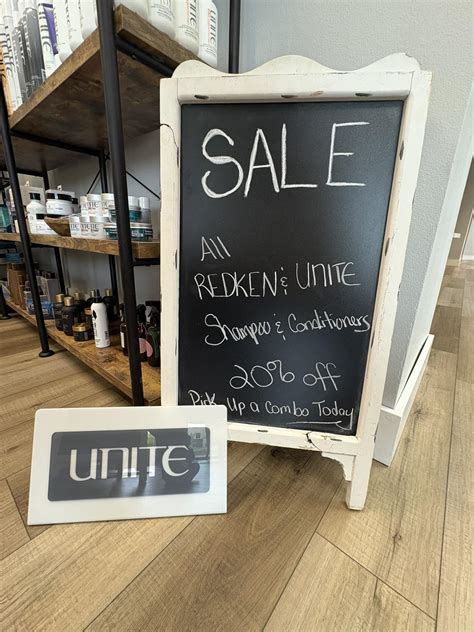 SALE
All
REDKEN & UNITE
Shampoo & Conditioners
20% off
Pick Up a Combo Today
UNITE